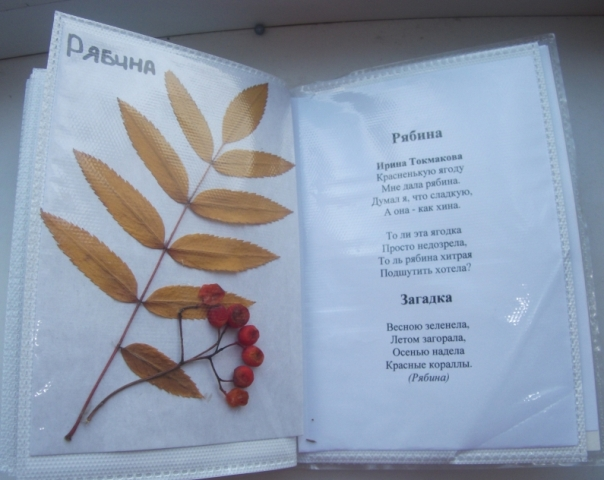 Рябина
Рябина
Ирина Токмакова
Красненькую ягоду
Мне дала рябина.
Думал я, что сладкую,
А она - как хина.
То ли эта ягодка
Просто недозрела,
То ль рябина хитрая
Подшутить хотела?
Загадка
Весною зеленела,
Летом загорала,
Осенью надела
Красные кораллы.
(Рябина)